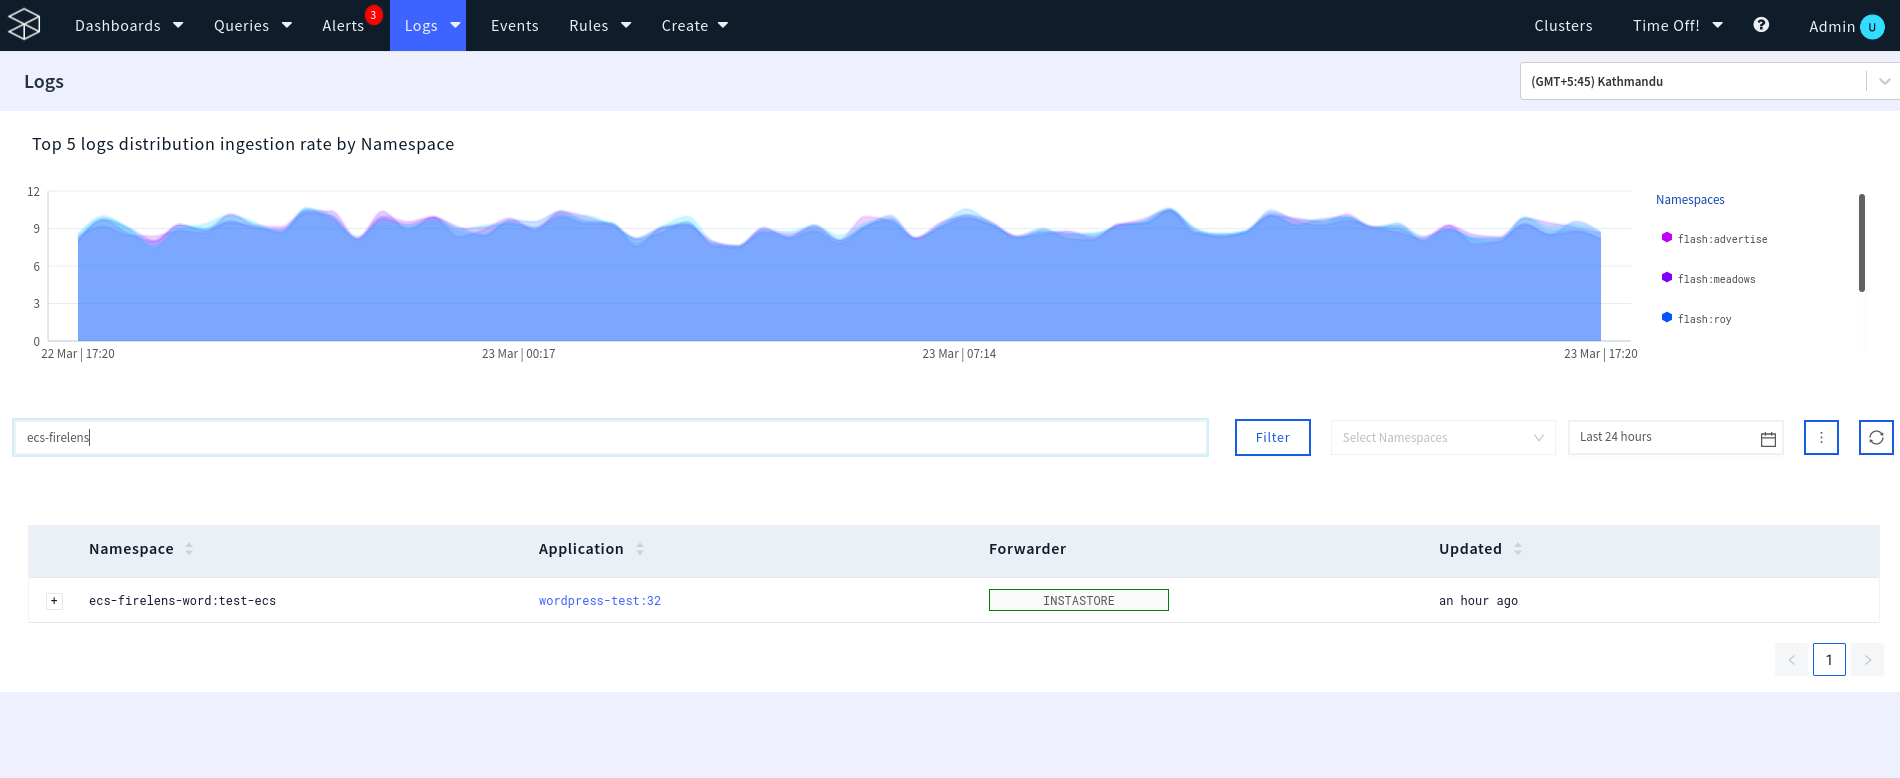 Dashboards Queries Alerts 3 Logs Events Rules Create Clusters Time Off! ? Admin U
Logs
(GMT+5:45) Kathmandu
Top 5 logs distribution ingestion rate by Namespace
12
9
6
3
0
22 Mar | 17:20 23 Mar | 00:17 23 Mar | 07:14 23 Mar | 17:20
Namespaces
flash:advertise
flash:meadows
flash:roy
ecs-firelens Filter Select Namespaces Last 24 hours
Namespace Application Forwarder Updated
+ ecs-firelens-word:test-ecs wordpress-test:32 INSTASTORE an hour ago
< 1 >